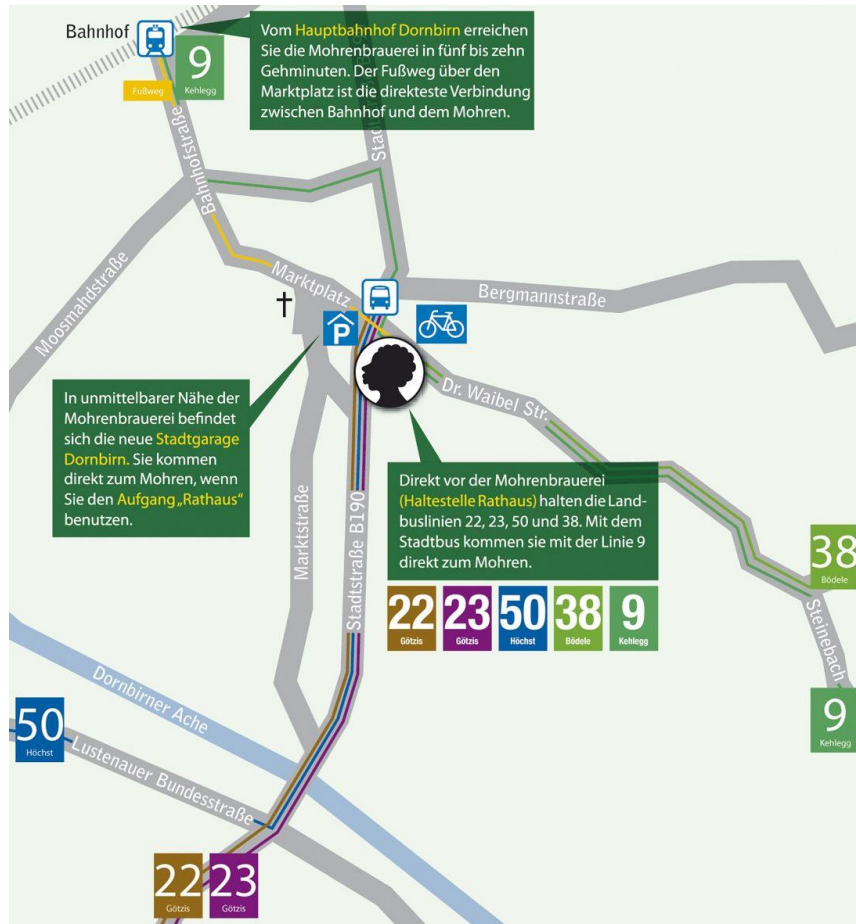 Bahnhof
Fußweg
9
Kehlegg
Vom Hauptbahnhof Dornbirn erreichen
Sie die Mohrenbrauerei in fünf bis zehn
Gehminuten. Der Fußweg über den
Marktplatz ist die direkteste Verbindung
zwischen Bahnhof und dem Mohren.
Bahnhofstraße
Moosmahdstraße
Marktplatz
Bergmannstraße
P
In unmittelbarer Nähe der
Mohrenbrauerei befindet
sich die neue Stadtgarage
Dornbirn. Sie kommen
direkt zum Mohren, wenn
Sie den Aufgang „Rathaus“
benutzen.
Dr. Waibel Str.
Direkt vor der Mohrenbrauerei
(Haltestelle Rathaus) halten die Land-
buslinien 22, 23, 50 und 38. Mit dem
Stadtbus kommen sie mit der Linie 9
direkt zum Mohren.
22
Götzis
23
Götzis
50
Höchst
38
Bödele
9
Kehlegg
Marktstraße
Stadtstraße B190
38
Bödele
Steinebach
9
Kehlegg
Dornbirner Ache
50
Höchst
Lustenauer Bundesstraße
22
Götzis
23
Götzis